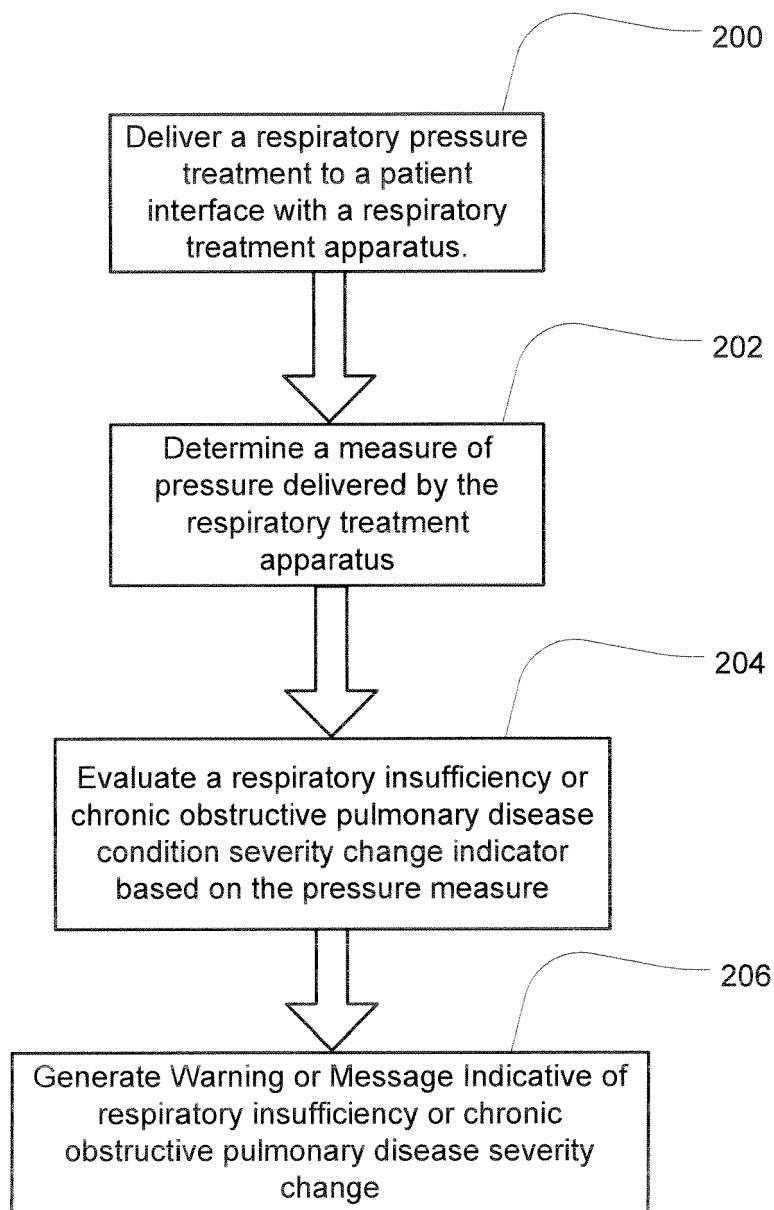 200
Deliver a respiratory pressure
treatment to a patient
interface with a respiratory
treatment apparatus.
202
Determine a measure of
pressure delivered by the
respiratory treatment
apparatus
204
Evaluate a respiratory insufficiency or
chronic obstructive pulmonary disease
condition severity change indicator
based on the pressure measure
206
Generate Warning or Message Indicative of
respiratory insufficiency or chronic
obstructive pulmonary disease severity
change